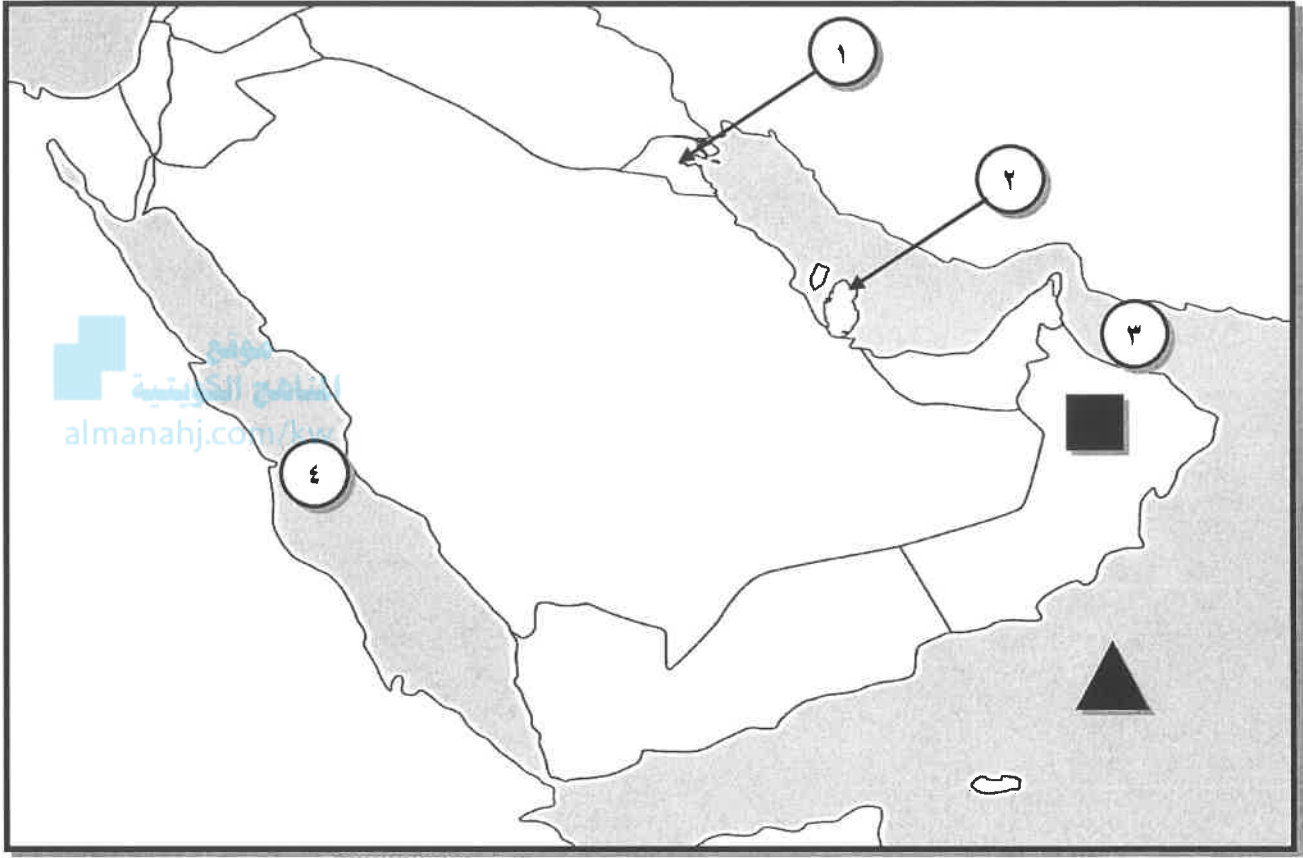 ١
٢
٣
موقع
المناهج الكويتية
almanahj.com/kw
٤